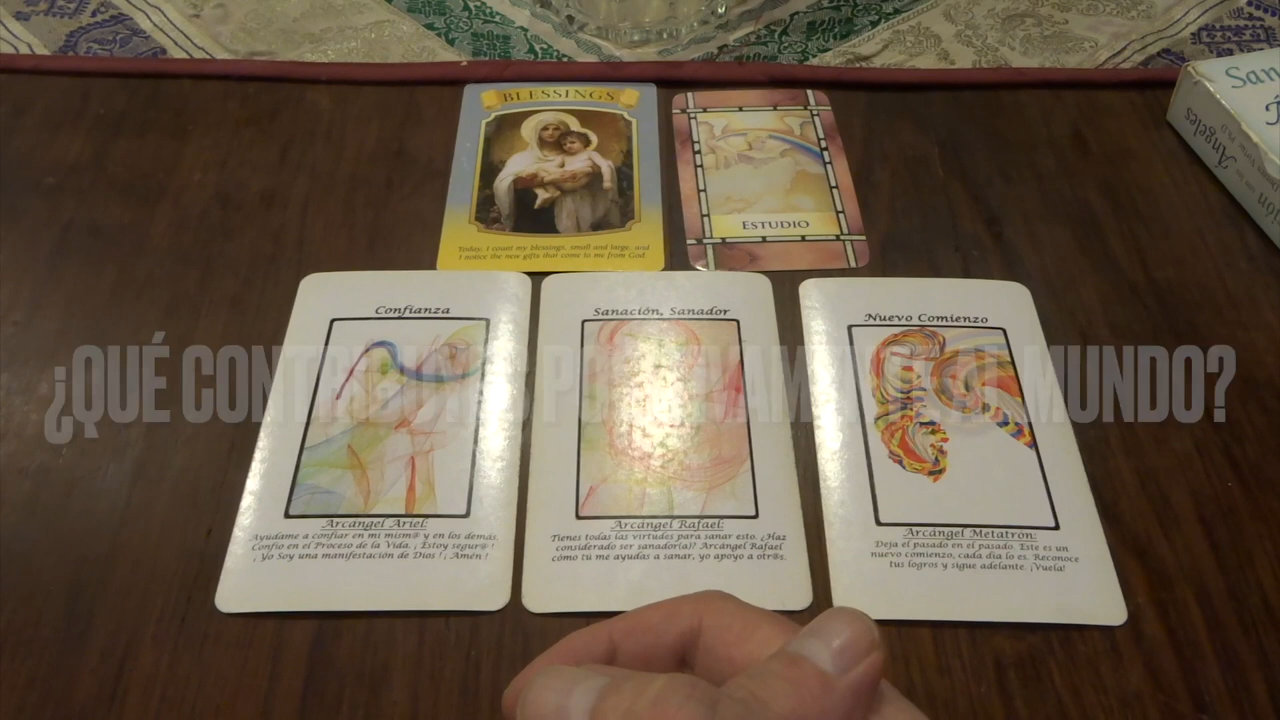 BLESSINGS
Today, I count my blessings, small and large, and
I notice the new gifts that come to me from God.
ESTUDIO
San
Ángeles
ión
Confianza
Arcángel Ariel:
Ayúdame a confiar en mi mism@ y en los demás.
Confío en el Proceso de la Vida. ¡ Estoy segur@ !
¡ Yo Soy una manifestación de Dios ! ¡ Amén !
Sanación, Sanador
Arcángel Rafael:
Tienes todas las virtudes para sanar esto. ¿Haz
considerado ser sanador(a)? Arcángel Rafael
cómo tú me ayudas a sanar, yo apoyo a otr@s.
Nuevo Comienzo
Arcángel Metatrón:
Deja el pasado en el pasado. Este es un
nuevo comienzo, cada día lo es. Reconoce
tus logros y sigue adelante. ¡Vuela!
¿QUÉ MUNDO?